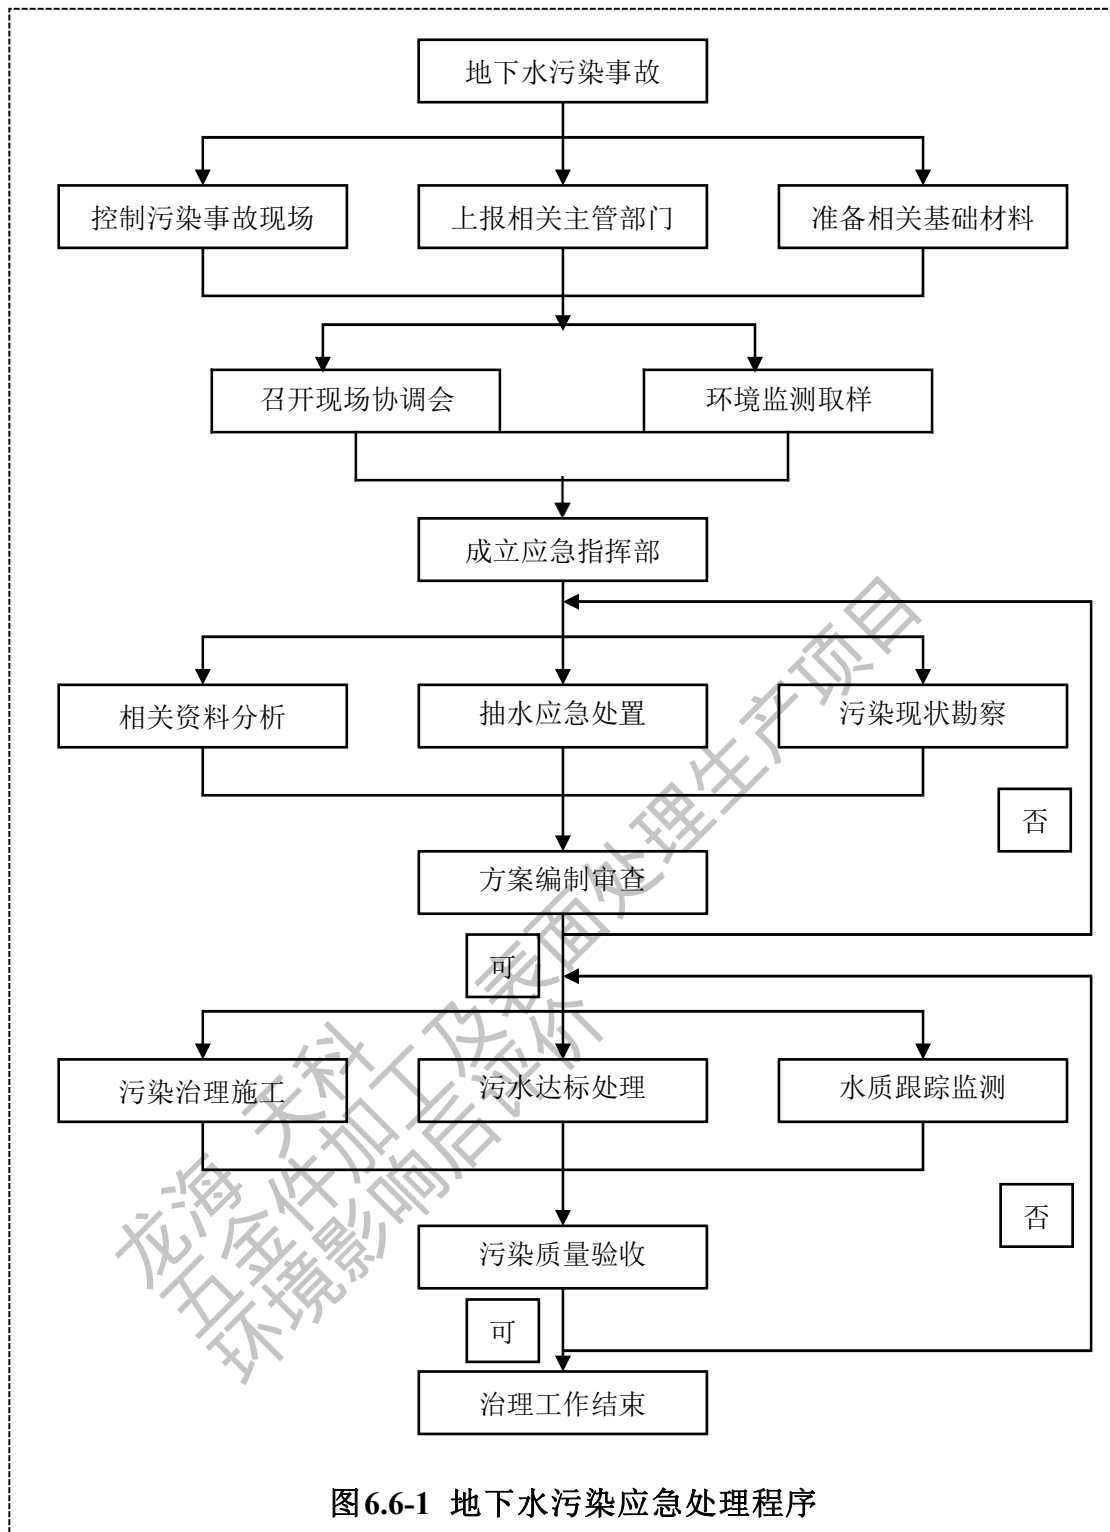 地下水污染事故
控制污染事故现场
上报相关主管部门
准备相关基础材料
召开现场协调会
环境监测取样
成立应急指挥部
相关资料分析
抽水应急处置
污染现状勘察
否
方案编制审查
可
污染治理施工
污水达标处理
水质跟踪监测
否
污染质量验收
可
治理工作结束
龙海 天科
五金件加工及表面处理生产项目
环境影响后评价
图6.6-1 地下水污染应急处理程序